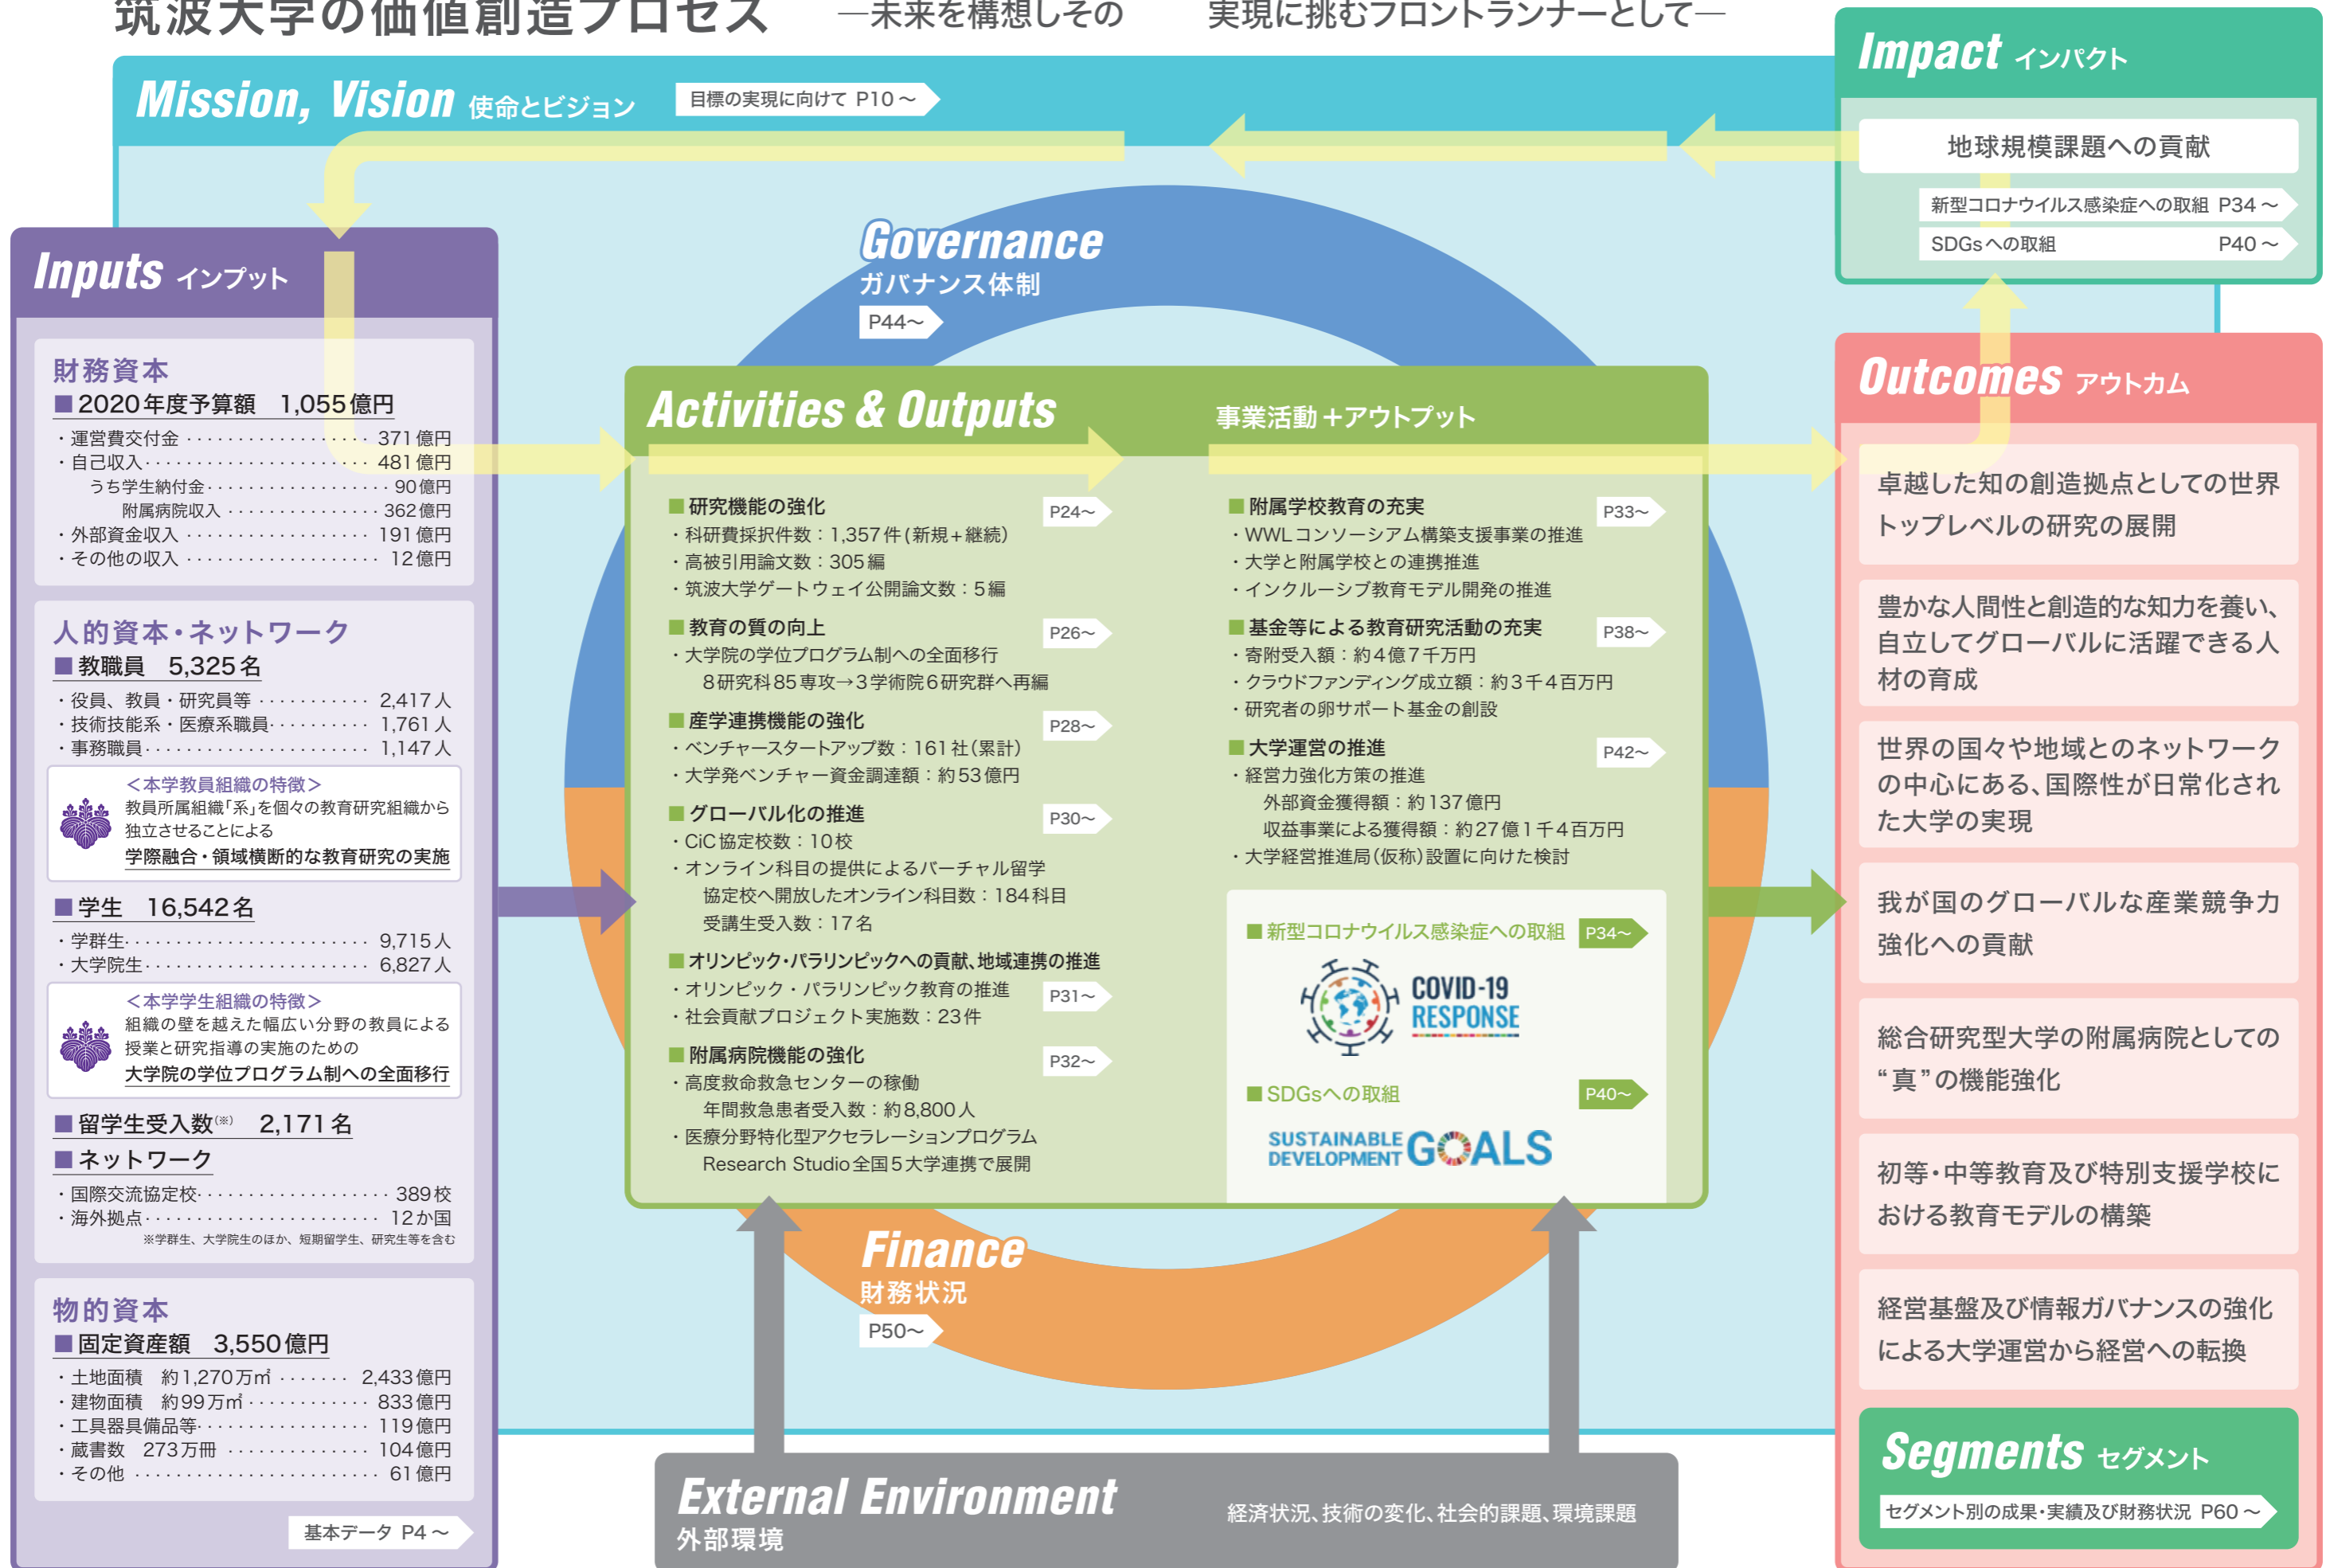 筑波大学の価値創造プロセス ―未来を構想しその 実現に挑むフロントランナーとして―
Mission, Vision 使命とビジョン
目標の実現に向けて P10～
Impact インパクト
地球規模課題への貢献
新型コロナウイルス感染症への取組 P34～
SDGsへの取組 P40～
Inputs インプット
財務資本
■2020年度予算額 1,055億円
・運営費交付金 371億円
・自己収入 481億円
うち学生納付金 90億円
附属病院収入 362億円
・外部資金収入 191億円
・その他の収入 12億円
人的資本・ネットワーク
■教職員 5,325名
・役員、教員・研究員等 2,417人
・技術技能系・医療系職員 1,761人
・事務職員 1,147人
＜本学教員組織の特徴＞
教員所属組織「系」を個々の教育研究組織から
独立させることによる
学際融合・領域横断的な教育研究の実施
■学生 16,542名
・学群生 9,715人
・大学院生 6,827人
＜本学学生組織の特徴＞
組織の壁を越えた幅広い分野の教員による
授業と研究指導の実施のための
大学院の学位プログラム制への全面移行
■留学生受入数(※) 2,171名
■ネットワーク
・国際交流協定校 389校
・海外拠点 12か国
※学群生、大学院生のほか、短期留学生、研究生等を含む
物的資本
■固定資産額 3,550億円
・土地面積 約1,270万㎡ 2,433億円
・建物面積 約99万㎡ 833億円
・工具器具備品等 119億円
・蔵書数 273万冊 104億円
・その他 61億円
基本データ P4～
Governance
ガバナンス体制
P44～
Activities & Outputs 事業活動＋アウトプット
■研究機能の強化 P24～
・科研費採択件数：1,357件(新規+継続)
・高被引用論文数：305編
・筑波大学ゲートウェイ公開論文数：5編
■教育の質の向上 P26～
・大学院の学位プログラム制への全面移行
8研究科85専攻→3学術院6研究群へ再編
■産学連携機能の強化 P28～
・ベンチャースタートアップ数：161社(累計)
・大学発ベンチャー資金調達額：約53億円
■グローバル化の推進 P30～
・CiC協定校数：10校
・オンライン科目の提供によるバーチャル留学
協定校へ開放したオンライン科目数：184科目
受講生受入数：17名
■オリンピック・パラリンピックへの貢献、地域連携の推進
・オリンピック・パラリンピック教育の推進 P31～
・社会貢献プロジェクト実施数：23件
■附属病院機能の強化 P32～
・高度救命救急センターの稼働
年間救急患者受入数：約8,800人
・医療分野特化型アクセラレーションプログラム
Research Studio全国5大学連携で展開
■附属学校教育の充実 P33～
・WWLコンソーシアム構築支援事業の推進
・大学と附属学校との連携推進
・インクルーシブ教育モデル開発の推進
■基金等による教育研究活動の充実 P38～
・寄附受入額：約4億7千万円
・クラウドファンディング成立額：約3千4百万円
・研究者の卵サポート基金の創設
■大学運営の推進 P42～
・経営力強化方策の推進
外部資金獲得額：約137億円
収益事業による獲得額：約27億1千4百万円
・大学経営推進局(仮称)設置に向けた検討
■新型コロナウイルス感染症への取組 P34～
COVID-19
RESPONSE
■SDGsへの取組 P40～
SUSTAINABLE
DEVELOPMENT GOALS
Finance
財務状況
P50～
External Environment
外部環境
経済状況、技術の変化、社会的課題、環境課題
Outcomes アウトカム
卓越した知の創造拠点としての世界
トップレベルの研究の展開
豊かな人間性と創造的な知力を養い、
自立してグローバルに活躍できる人
材の育成
世界の国々や地域とのネットワーク
の中心にある、国際性が日常化され
た大学の実現
我が国のグローバルな産業競争力
強化への貢献
総合研究型大学の附属病院としての
“真”の機能強化
初等・中等教育及び特別支援学校に
おける教育モデルの構築
経営基盤及び情報ガバナンスの強化
による大学運営から経営への転換
Segments セグメント
セグメント別の成果・実績及び財務状況 P60～